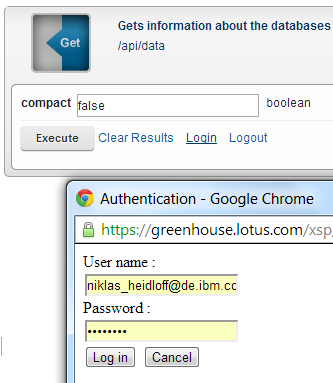 Gets information about the databases
Get
/api/data
compact false boolean
Execute Clear Results Login Logout
Authentication - Google Chrome
https://greenhouse.lotus.com/xsp
User name :
niklas_heidloff@de.ibm.cc
Password :
••••••••
Log in Cancel